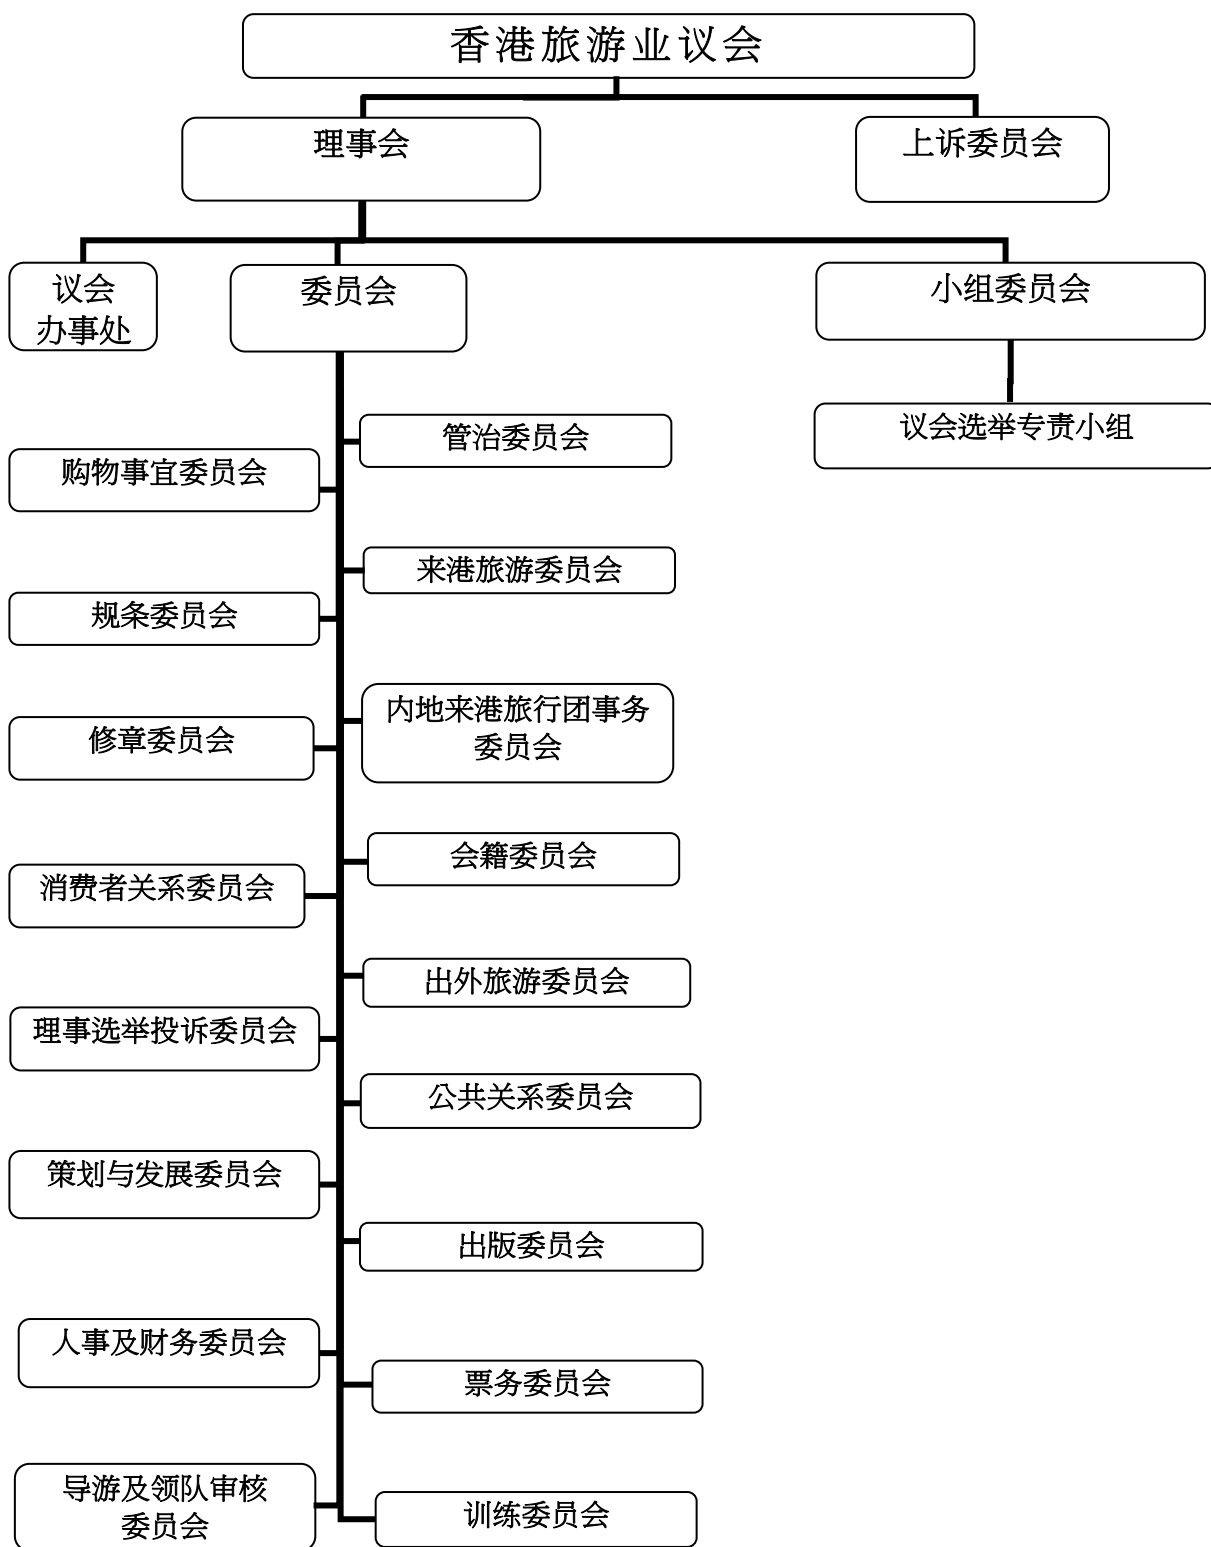 香港旅游业议会
理事会
上诉委员会
议会
办事处
委员会
小组委员会
管治委员会
议会选举专责小组
购物事宜委员会
来港旅游委员会
规条委员会
内地来港旅行团事务
委员会
修章委员会
会籍委员会
消费者关系委员会
出外旅游委员会
理事选举投诉委员会
公共关系委员会
策划与发展委员会
出版委员会
人事及财务委员会
票务委员会
导游及领队审核
委员会
训练委员会